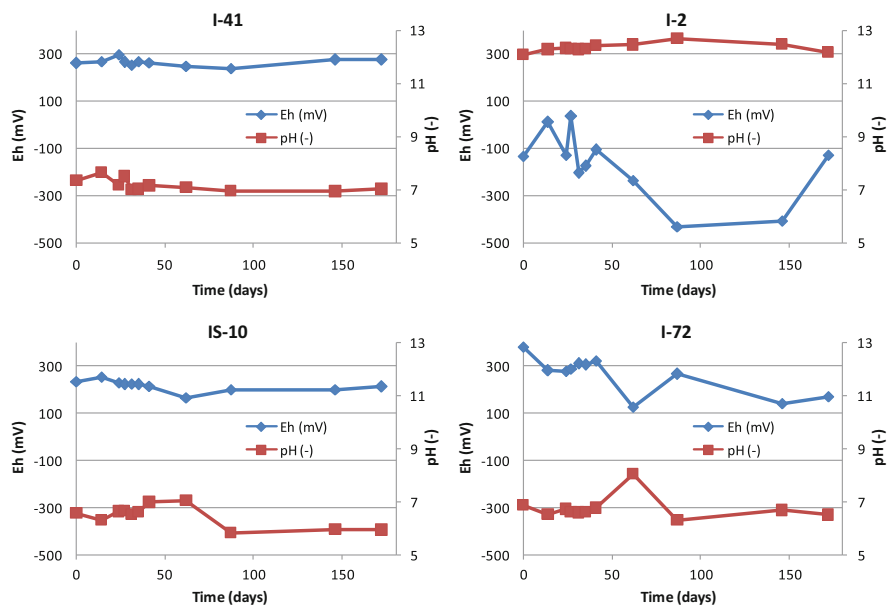 I-41
300
100
-100
-300
-500
Eh (mV)
13
11
9
7
5
pH (-)
Eh (mV)
pH (-)
0 50 100 150
Time (days)
I-2
300
100
-100
-300
-500
Eh (mV)
13
11
9
7
5
pH (-)
Eh (mV)
pH (-)
0 50 100 150
Time (days)
IS-10
300
100
-100
-300
-500
Eh (mV)
13
11
9
7
5
pH (-)
Eh (mV)
pH (-)
0 50 100 150
Time (days)
I-72
300
100
-100
-300
-500
Eh (mV)
13
11
9
7
5
pH (-)
Eh (mV)
pH (-)
0 50 100 150
Time (days)